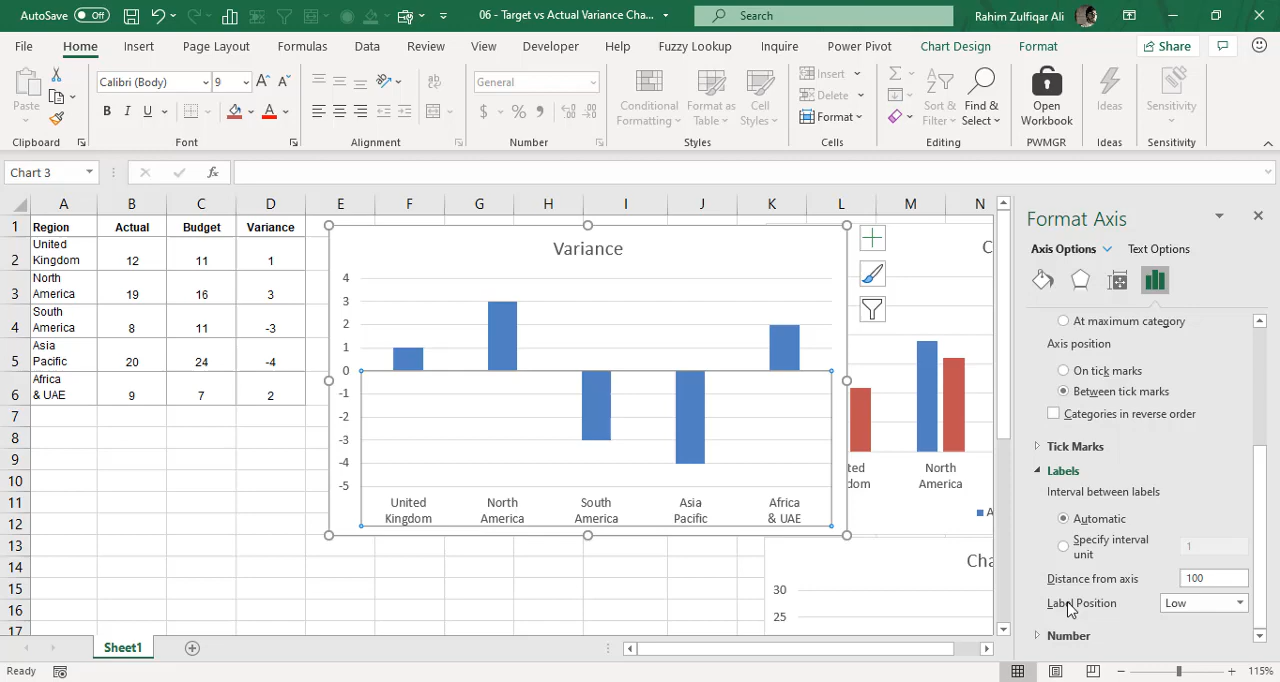 AutoSave Off 06 - Target vs Actual Variance Cha... Search Rahim Zulfiqar Ali
File Home Insert Page Layout Formulas Data Review View Developer Help Fuzzy Lookup Inquire Power Pivot Chart Design Format Share
Paste Calibri (Body) 9 General Conditional Formatting Format as Table Cell Styles Insert Delete Format Sort & Filter Find & Select Open Workbook Ideas Sensitivity
Clipboard Font Alignment Number Styles Cells Editing PWMGR Ideas Sensitivity
Chart 3 fx
A B C D E F G H I J K L M N
1 Region Actual Budget Variance
2 United Kingdom 12 11 1
3 North America 19 16 3
4 South America 8 11 -3
5 Asia Pacific 20 24 -4
6 Africa & UAE 9 7 2
7
8
9
10
11
12
13
14
15
16
17
Variance
4
3
2
1
0
-1
-2
-3
-4
-5
United Kingdom
North America
South America
Asia Pacific
Africa & UAE
C
ted
dom
North America
A
Cha
30
25
Format Axis
Axis Options Text Options
At maximum category
Axis position
On tick marks
Between tick marks
Categories in reverse order
Tick Marks
Labels
Interval between labels
Automatic
Specify interval unit 1
Distance from axis 100
Label Position Low
Number
Sheet1
Ready 115%